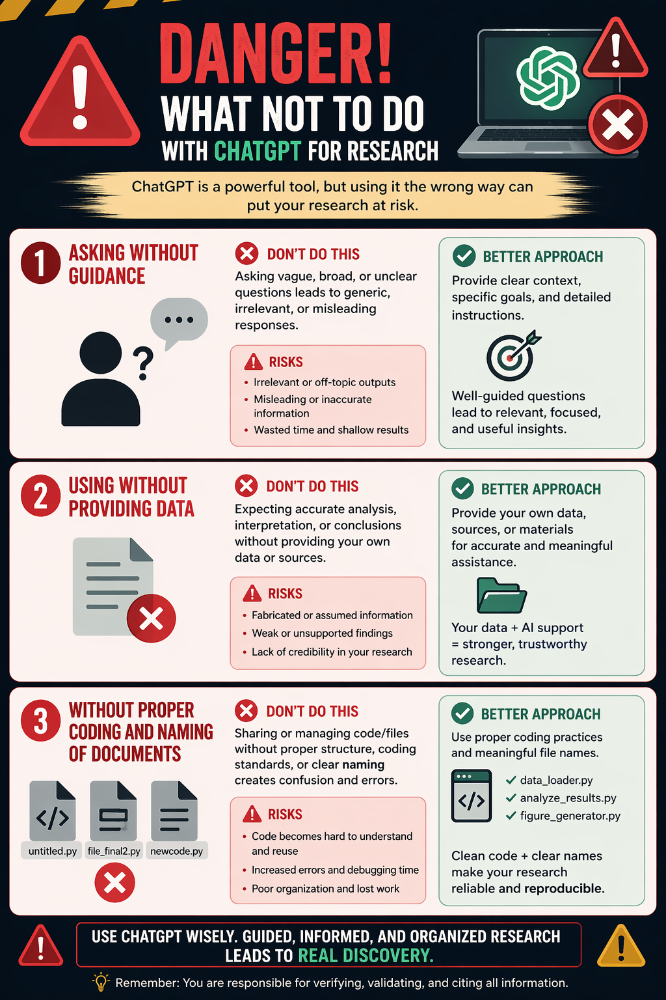 DANGER!
WHAT NOT TO DO
WITH CHATGPT FOR RESEARCH
ChatGPT is a powerful tool, but using it the wrong way can
put your research at risk.
1
ASKING WITHOUT
GUIDANCE
?
DON'T DO THIS
Asking vague, broad, or unclear
questions leads to generic,
irrelevant, or misleading
responses.
RISKS
• Irrelevant or off-topic outputs
• Misleading or inaccurate
information
• Wasted time and shallow results
BETTER APPROACH
Provide clear context,
specific goals, and detailed
instructions.
Well-guided questions
lead to relevant, focused,
and useful insights.
2
USING WITHOUT
PROVIDING DATA
DON'T DO THIS
Expecting accurate analysis,
interpretation, or conclusions
without providing your own
data or sources.
RISKS
• Fabricated or assumed information
• Weak or unsupported findings
• Lack of credibility in your research
BETTER APPROACH
Provide your own data,
sources, or materials
for accurate and meaningful
assistance.
Your data + AI support
= stronger, trustworthy
research.
3
WITHOUT PROPER
CODING AND NAMING
OF DOCUMENTS
</>
untitled.py
file_final2.py
newcode.py
DON'T DO THIS
Sharing or managing code/files
without proper structure, coding
standards, or clear naming
creates confusion and errors.
RISKS
• Code becomes hard to understand
and reuse
• Increased errors and debugging time
• Poor organization and lost work
BETTER APPROACH
Use proper coding practices
and meaningful file names.
</>
✓ data_loader.py
✓ analyze_results.py
✓ figure_generator.py
Clean code + clear names
make your research
reliable and reproducible.
USE CHATGPT WISELY. GUIDED, INFORMED, AND ORGANIZED RESEARCH
LEADS TO REAL DISCOVERY.
Remember: You are responsible for verifying, validating, and citing all information.